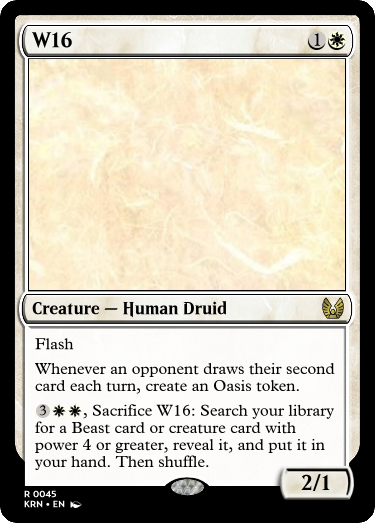 W16 1
Creature — Human Druid
Flash
Whenever an opponent draws their second
card each turn, create an Oasis token.
3, Sacrifice W16: Search your library
for a Beast card or creature card with
power 4 or greater, reveal it, and put it in
your hand. Then shuffle.
2/1
R 0045
KRN • EN